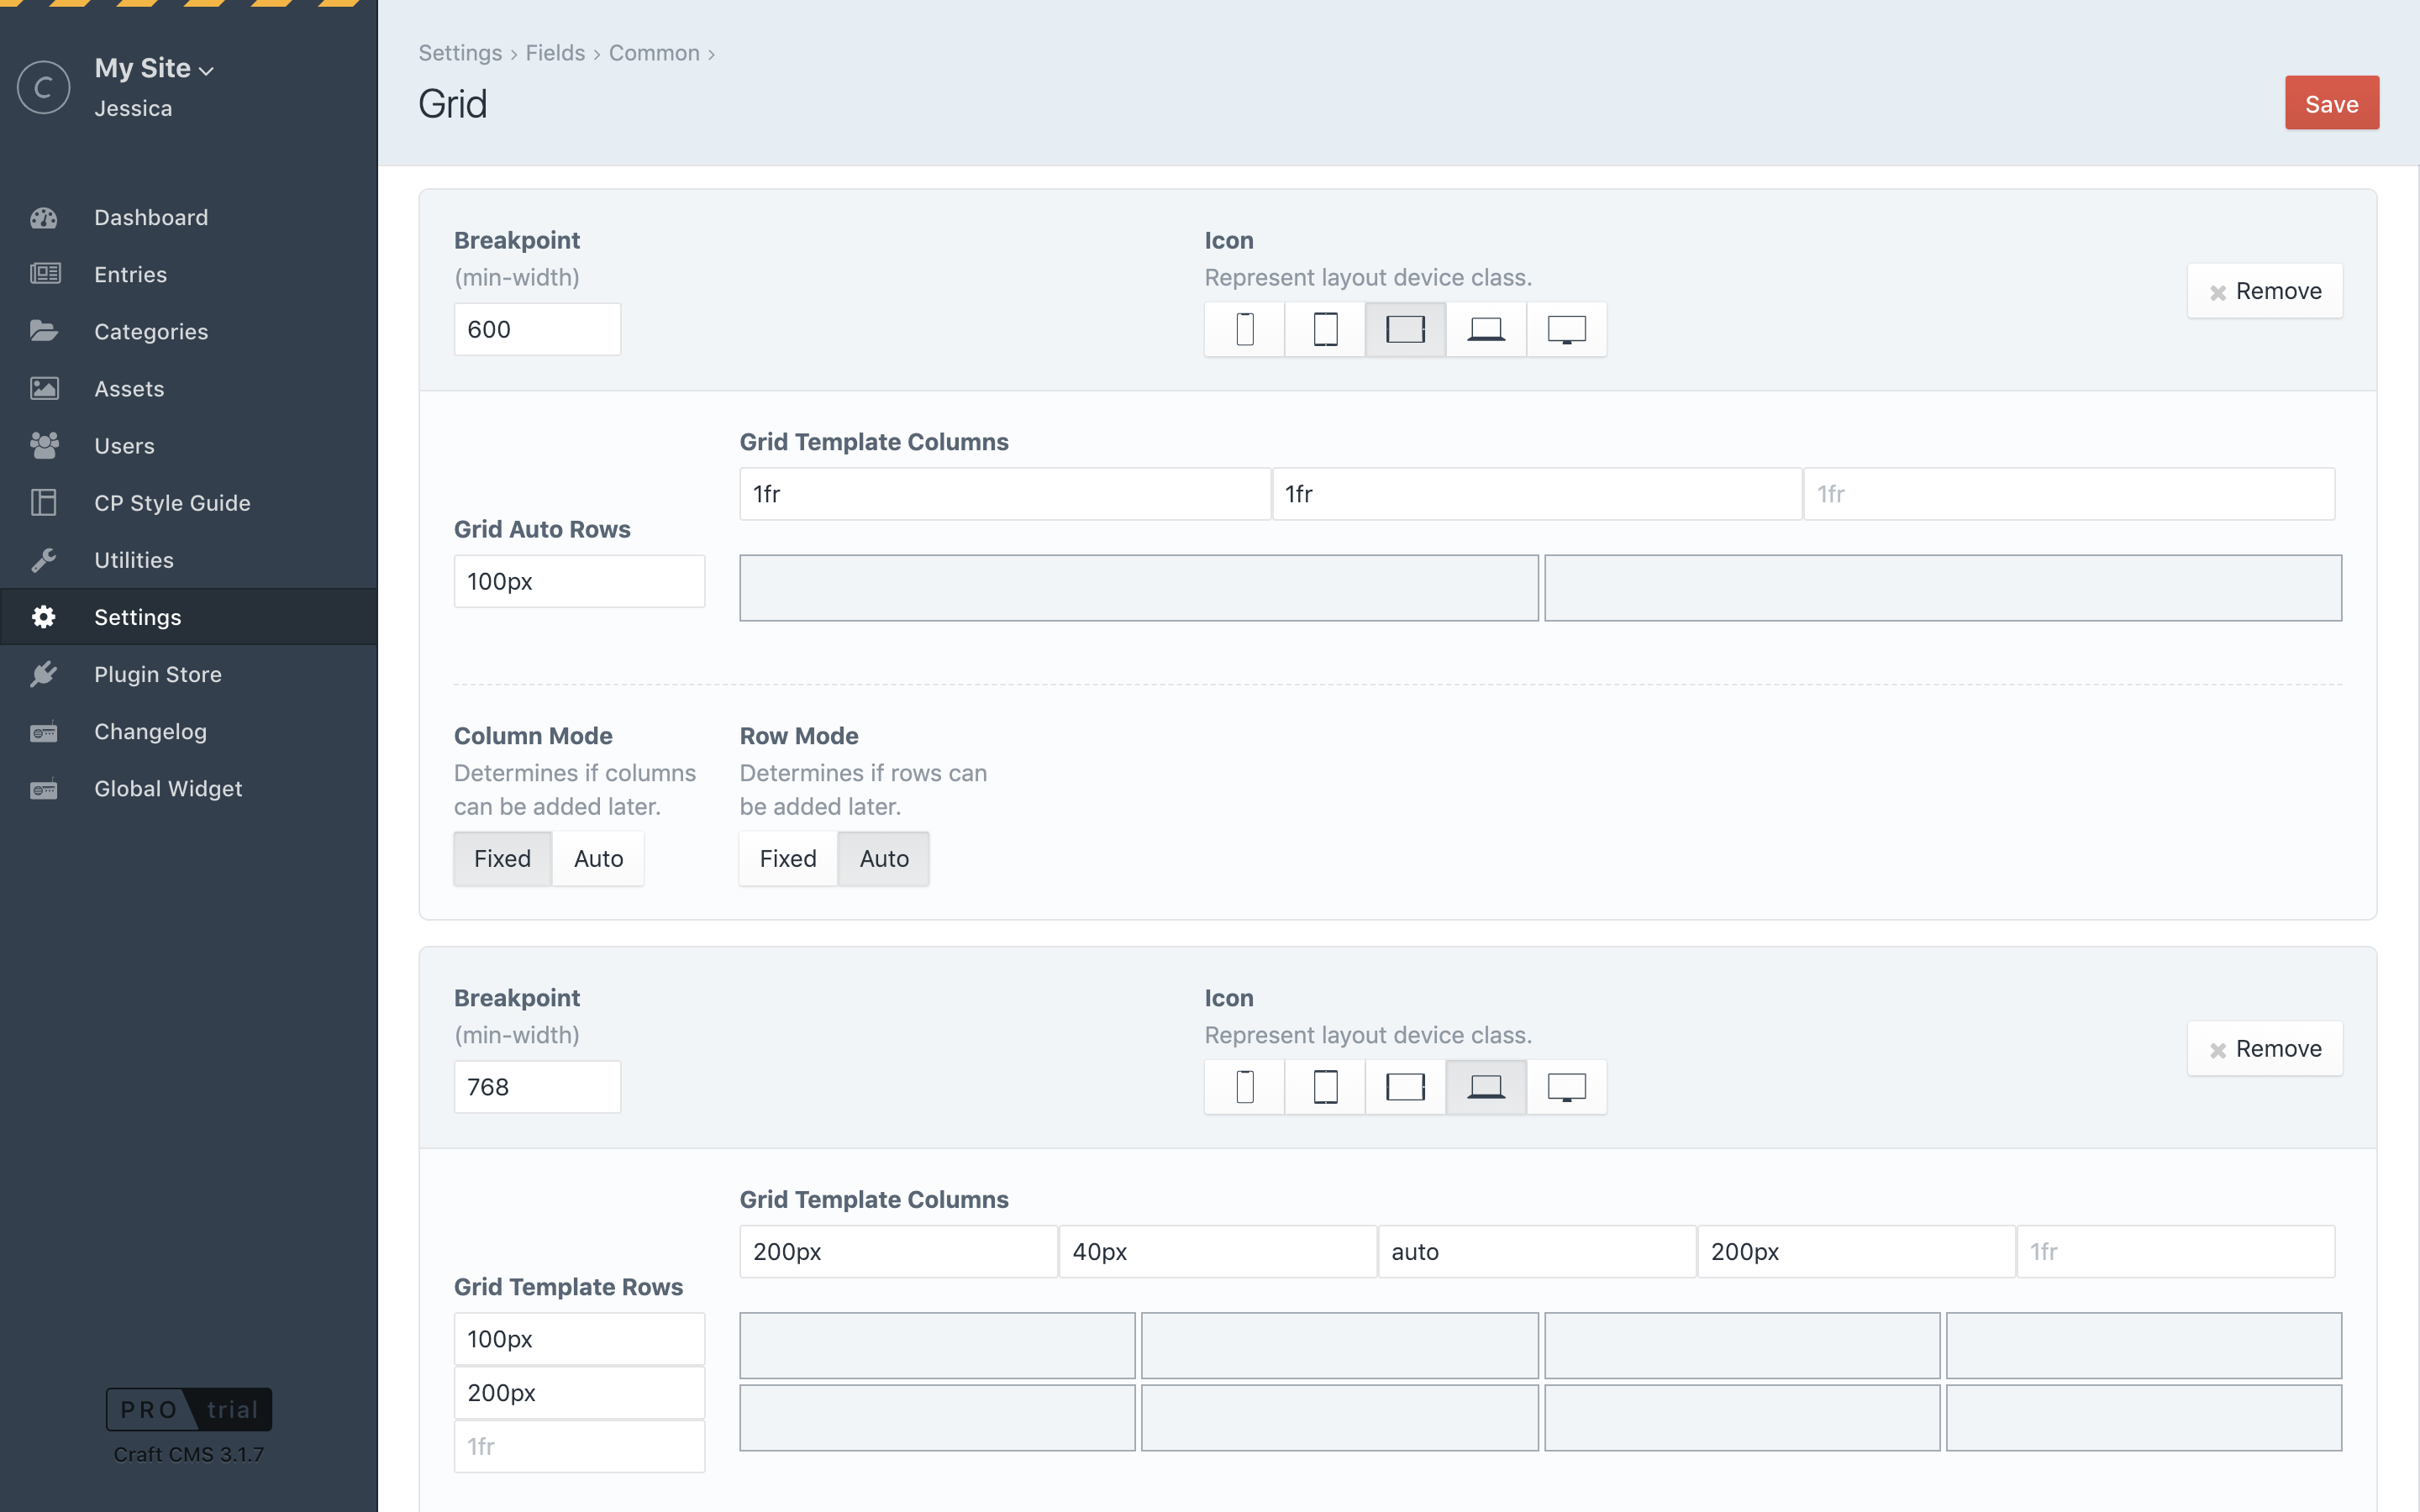 C
My Site
Jessica
Dashboard
Entries
Categories
Assets
Users
CP Style Guide
Utilities
Settings
Plugin Store
Changelog
Global Widget
PRO trial
Craft CMS 3.1.7
Settings › Fields › Common ›
Grid
Save
Breakpoint
(min-width)
600
Icon
Represent layout device class.
Remove
Grid Template Columns
1fr 1fr 1fr
Grid Auto Rows
100px
Column Mode
Determines if columns
can be added later.
Fixed Auto
Row Mode
Determines if rows can
be added later.
Fixed Auto
Breakpoint
(min-width)
768
Icon
Represent layout device class.
Remove
Grid Template Columns
200px 40px auto 200px 1fr
Grid Template Rows
100px
200px
1fr